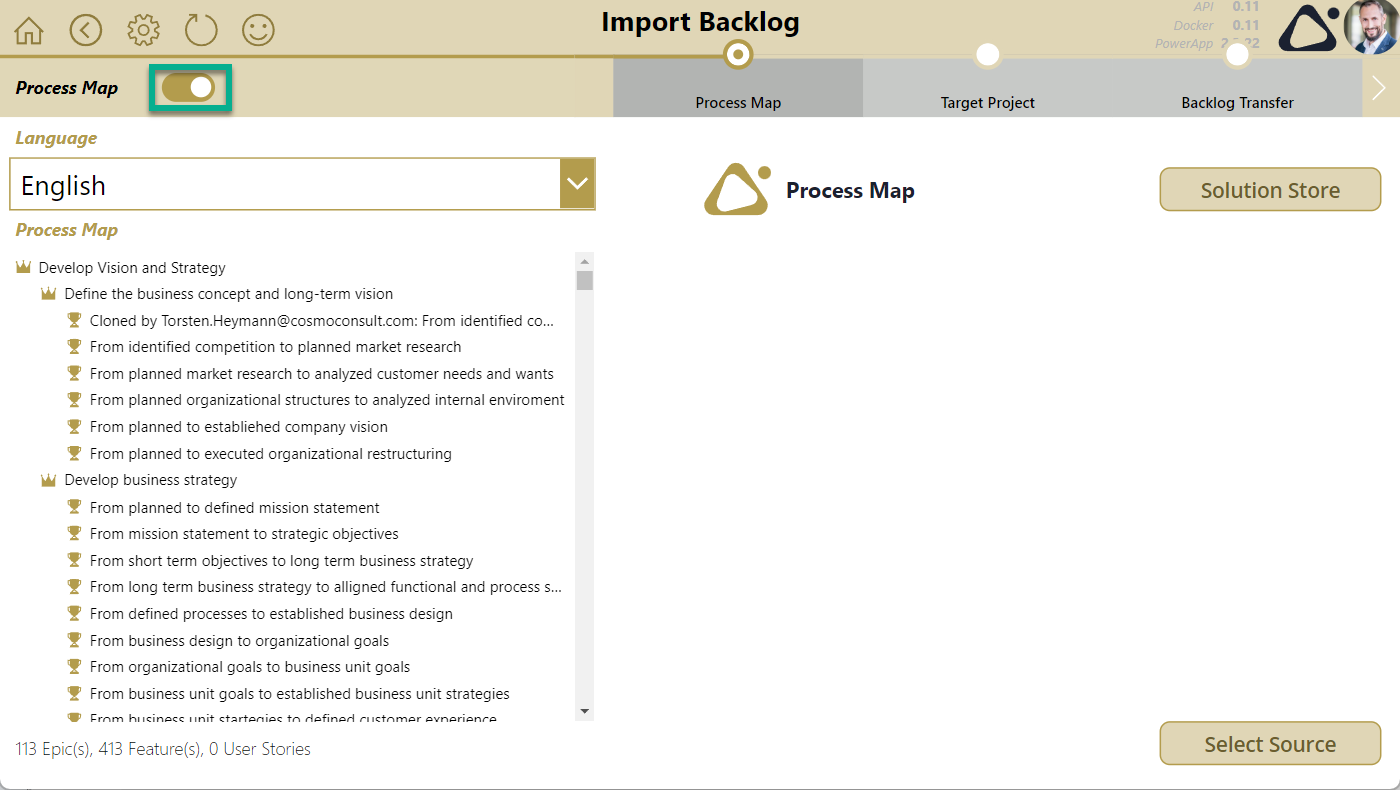 Import Backlog
API 0.11
Docker 0.11
PowerApp
Process Map
Process Map
Target Project
Backlog Transfer
Language
English
Process Map
Develop Vision and Strategy
Define the business concept and long-term vision
Cloned by Torsten.Heymann@cosmoconsult.com: From identified co...
From identified competition to planned market research
From planned market research to analyzed customer needs and wants
From planned organizational structures to analyzed internal enviroment
From planned to establiehed company vision
From planned to executed organizational restructuring
Develop business strategy
From planned to defined mission statement
From mission statement to strategic objectives
From short term objectives to long term business strategy
From long term business strategy to alligned functional and process s...
From defined processes to established business design
From business design to organizational goals
From organizational goals to business unit goals
From business unit goals to established business unit strategies
From business unit startegies to defined customer experience
113 Epic(s), 413 Feature(s), 0 User Stories
Process Map
Solution Store
Select Source